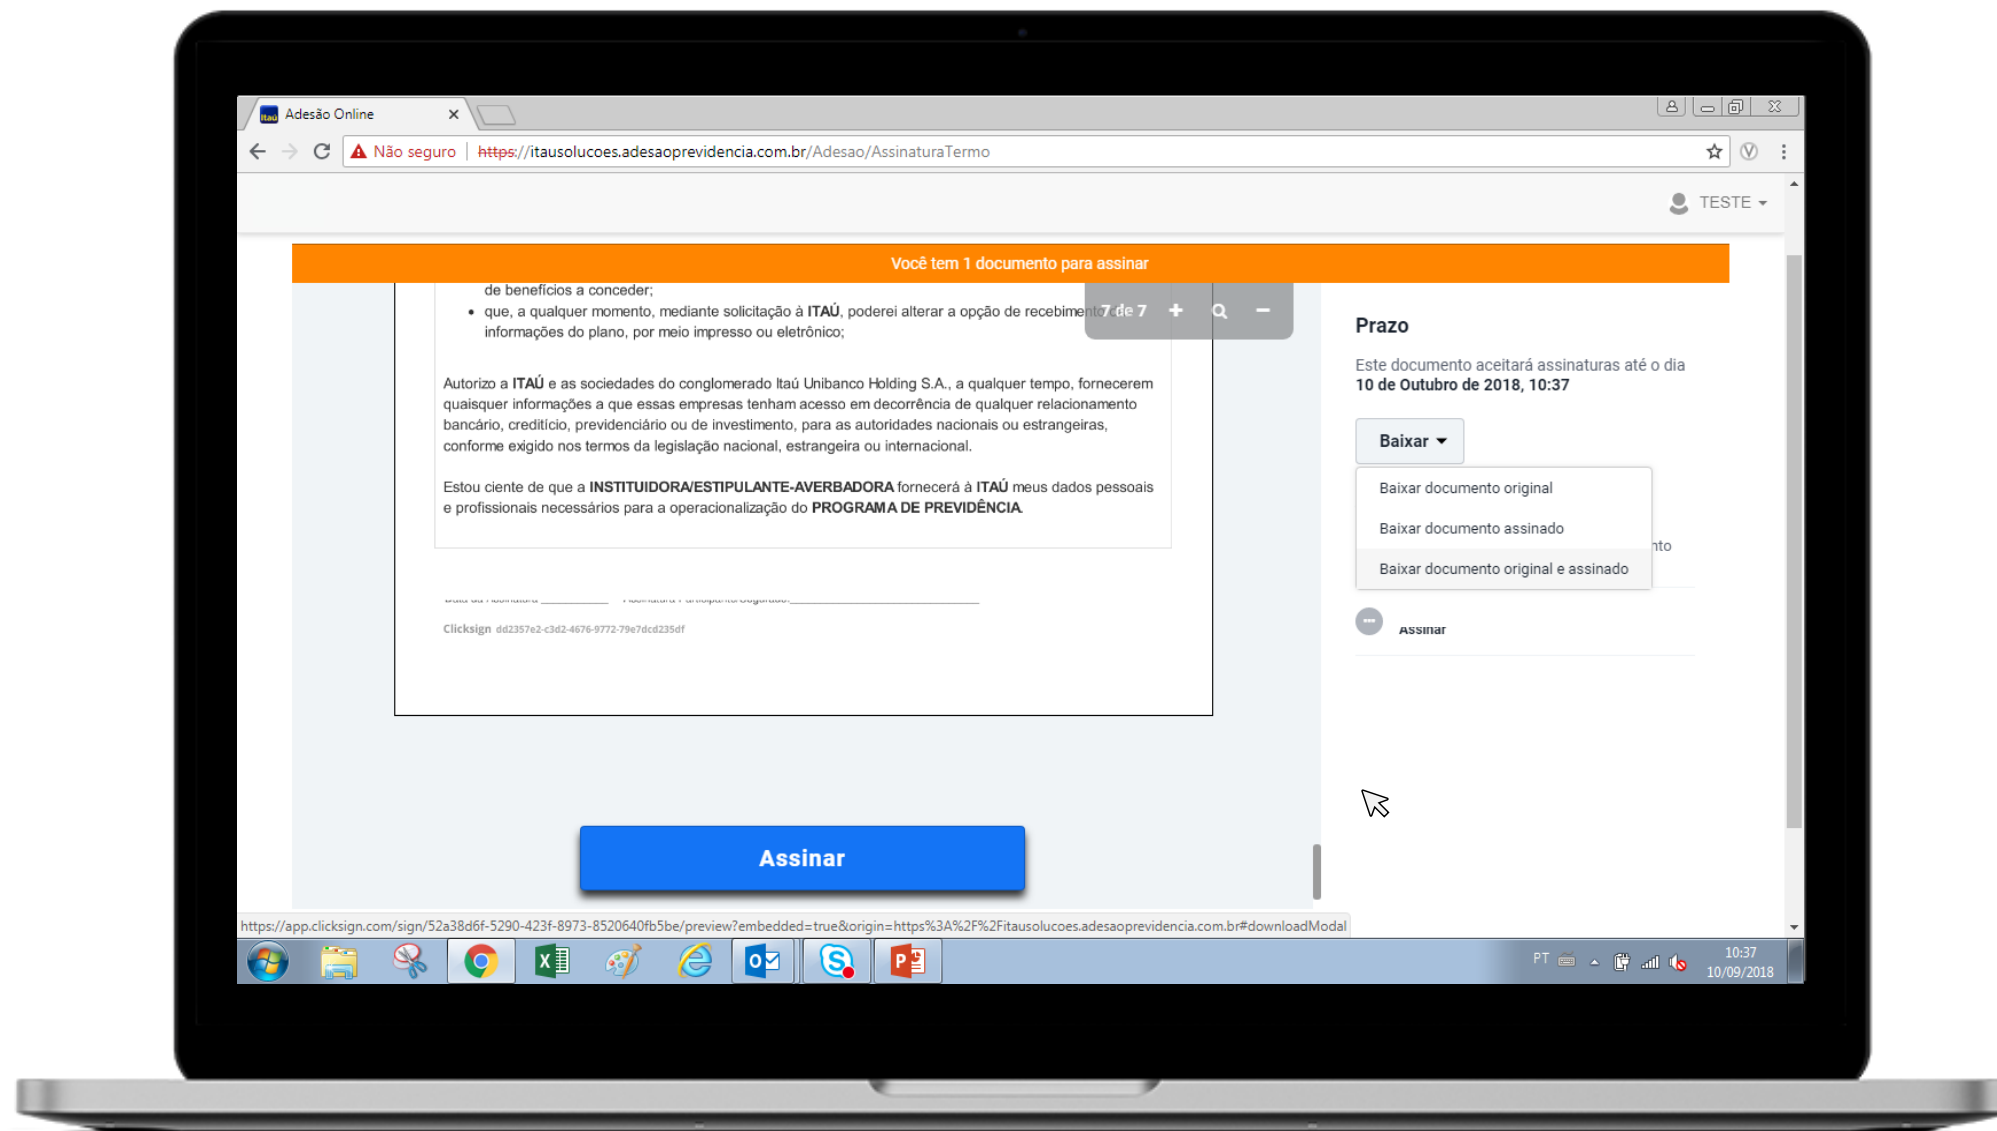 Itaú
Adesão Online
Não seguro
https://itausolucoes.adesaoprevidencia.com.br/Adesao/AssinaturaTermo
TESTE
Você tem 1 documento para assinar
de benefícios a conceder;
• que, a qualquer momento, mediante solicitação à ITAÚ, poderei alterar a opção de recebimento
informações do plano, por meio impresso ou eletrônico;
7 de 7
Autorizo a ITAÚ e as sociedades do conglomerado Itaú Unibanco Holding S.A., a qualquer tempo, fornecerem
quaisquer informações a que essas empresas tenham acesso em decorrência de qualquer relacionamento
bancário, creditício, previdenciário ou de investimento, para as autoridades nacionais ou estrangeiras,
conforme exigido nos termos da legislação nacional, estrangeira ou internacional.
Estou ciente de que a INSTITUIDORA/ESTIPULANTE-AVERBADORA fornecerá à ITAÚ meus dados pessoais
e profissionais necessários para a operacionalização do PROGRAMA DE PREVIDÊNCIA.
Clicksign dd2357e2-c3d2-4676-9772-79e7dcd235df
Assinar
Prazo
Este documento aceitará assinaturas até o dia
10 de Outubro de 2018, 10:37
Baixar
Baixar documento original
Baixar documento assinado
nto
Baixar documento original e assinado
Assinar
https://app.clicksign.com/sign/52a38d6f-5290-423f-8973-8520640fb5be/preview?embedded=true&origin=https%3A%2F%2Fitausolucoes.adesaoprevidencia.com.br#downloadModal
PT
10:37
10/09/2018